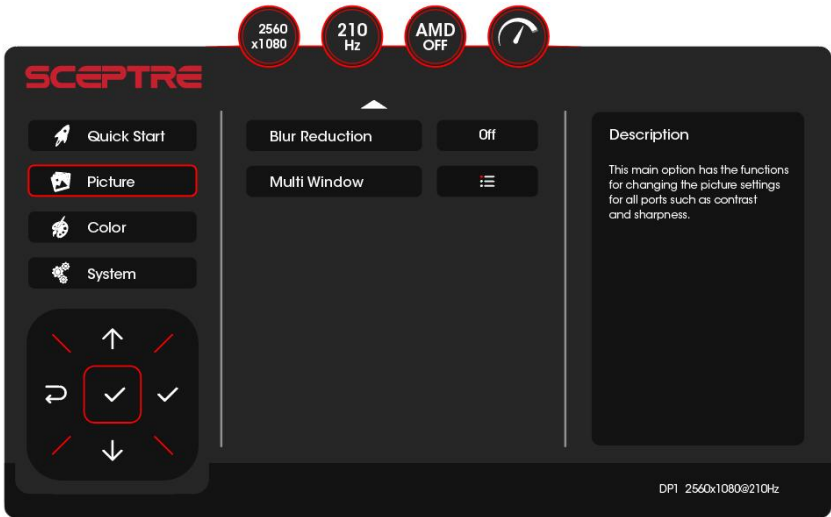 2560
x1080
210
Hz
AMD
OFF
SCEPTRE
Quick Start
Picture
Color
System
Blur Reduction
Off
Multi Window
Description
This main option has the functions
for changing the picture settings
for all ports such as contrast
and sharpness.
DP1 2560x1080@210Hz